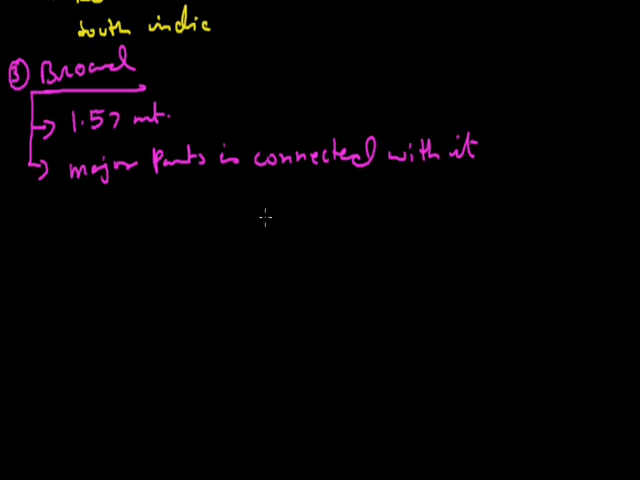 south india
③ Broad
→ 1.57 mt.
→ major parts is connected with it